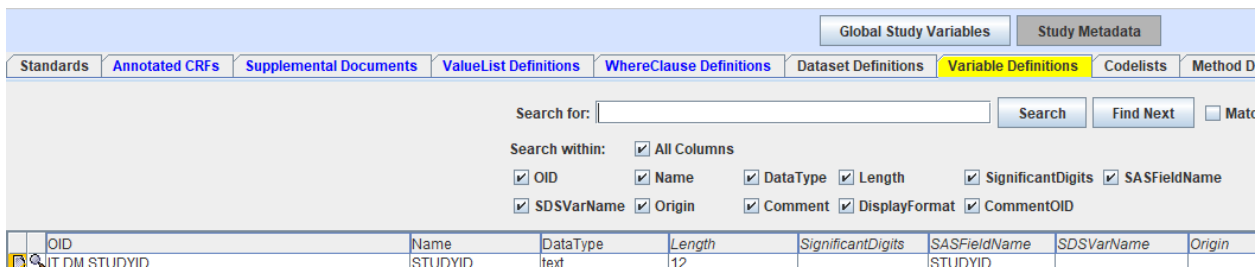 Global Study Variables Study Metadata
Standards Annotated CRFs Supplemental Documents ValueList Definitions WhereClause Definitions Dataset Definitions Variable Definitions Codelists Method D
Search for: Search Find Next Matc
Search within: All Columns
OID Name DataType Length SignificantDigits SASFieldName
SDSVarName Origin Comment DisplayFormat CommentOID
OID Name DataType Length SignificantDigits SASFieldName SDSVarName Origin
IT.DM.STUDYID STUDYID text 12 STUDYID